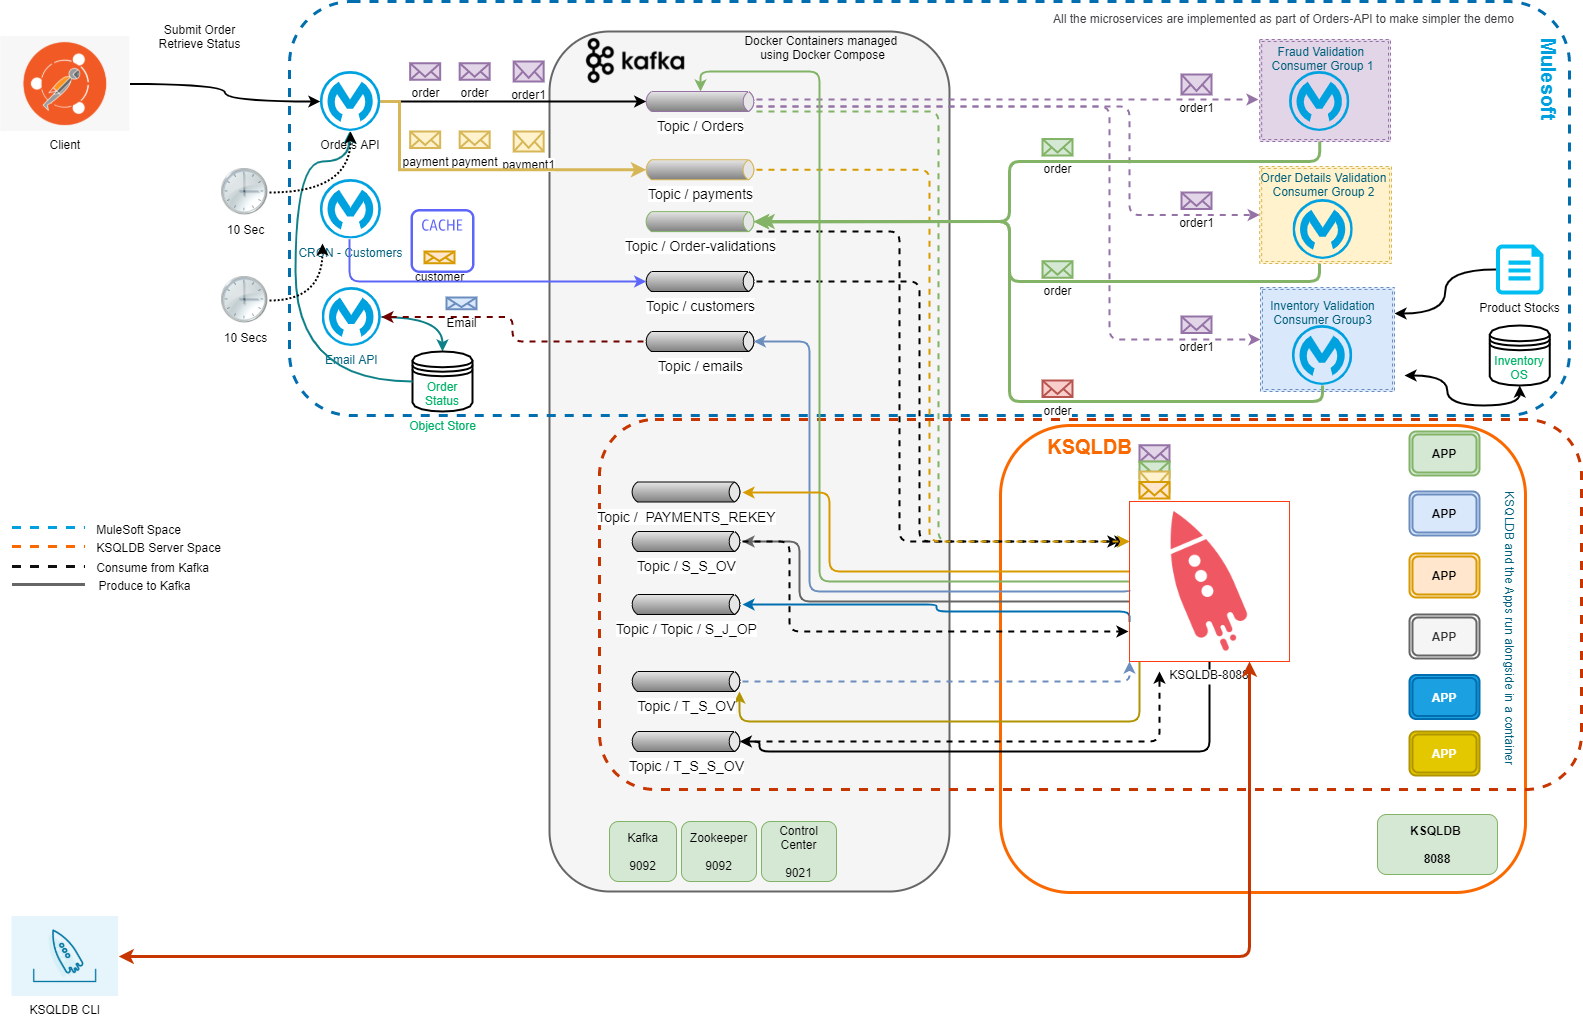 Submit Order
Retrieve Status
All the microservices are implemented as part of Orders-API to make simpler the demo
Mulesoft
kafka
Docker Containers managed
using Docker Compose
Client
Orders API
order
order
order1
payment
payment
payment1
Topic / Orders
Topic / payments
Topic / Order-validations
Topic / customers
Topic / emails
10 Sec
CRON - Customers
CACHE
customer
10 Secs
Email
Email API
Order
Status
Object Store
order1
order1
order1
order
order
order
Fraud Validation
Consumer Group 1
Order Details Validation
Consumer Group 2
Inventory Validation
Consumer Group3
Product Stocks
Inventory
OS
KSQLDB
Topic /  PAYMENTS_REKEY
Topic / S_S_OV
Topic / Topic / S_J_OP
Topic / T_S_OV
Topic / T_S_S_OV
KSQLDB-8088
APP
APP
APP
APP
APP
APP
KSQLDB and the Apps run alongside in a container
MuleSoft Space
KSQLDB Server Space
Consume from Kafka
Produce to Kafka
Kafka
9092
Zookeeper
9092
Control
Center
9021
KSQLDB
8088
KSQLDB CLI